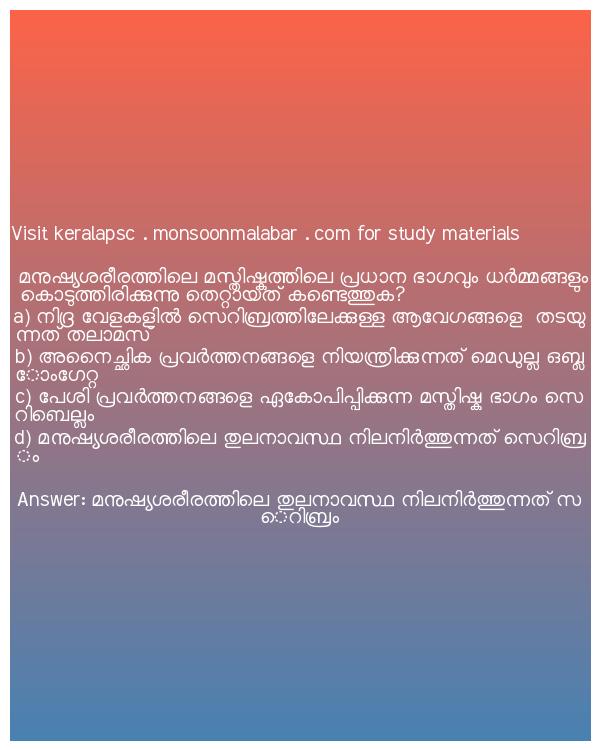 Visit keralapsc . monsoonmalabar . com for study materials
മനുഷ്യശരീരത്തിലെ മസ്തിഷ്കത്തിലെ പ്രധാന ഭാഗവും ധർമ്മങ്ങളും
കൊടുത്തിരിക്കുന്നു തെറ്റായത് കണ്ടെത്തുക?
a) നിദ്ര വേളകളിൽ സെറിബ്രത്തിലേക്കുള്ള ആവേഗങ്ങളെ തടയു
ന്നത് തലാമസ്
b) അനൈച്ഛിക പ്രവർത്തനങ്ങളെ നിയന്ത്രിക്കുന്നത് മെഡുല്ല ഒബ്ല
ോംഗേറ്റ
c) പേശി പ്രവർത്തനങ്ങളെ ഏകോപിപ്പിക്കുന്ന മസ്തിഷ്ക ഭാഗം സെ
റിബെല്ലം
d) മനുഷ്യശരീരത്തിലെ തുലനാവസ്ഥ നിലനിർത്തുന്നത് സെറിബ്ര
ം
Answer: മനുഷ്യശരീരത്തിലെ തുലനാവസ്ഥ നിലനിർത്തുന്നത് സ
െറിബ്രം